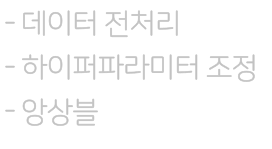 - 데이터 전처리
- 하이퍼파라미터 조정
- 앙상블